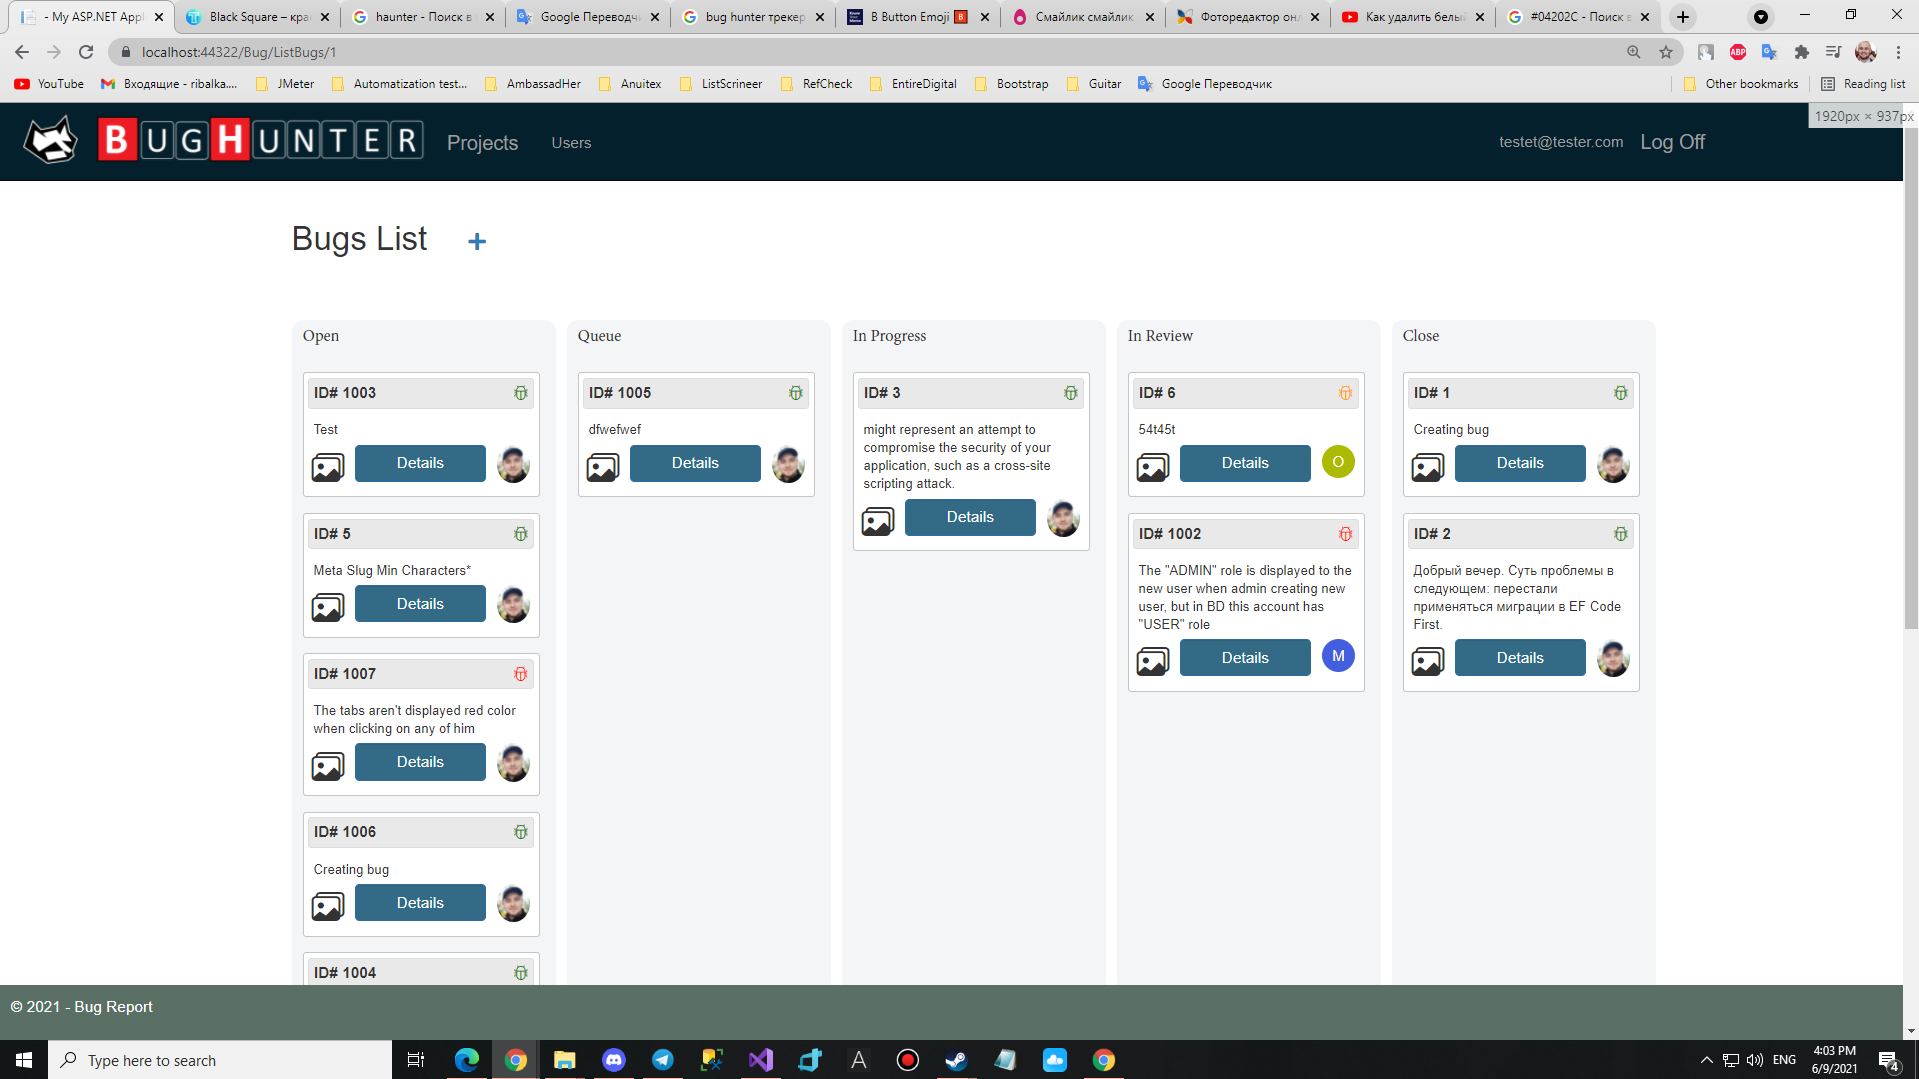 - My ASP.NET Appl
Black Square – кра
haunter - Поиск в
Google Переводчи
bug hunter трекер
B Button Emoji 🅱
Смайлик смайлик
Фоторедактор онл
Как удалить белый
#04202C - Поиск в
localhost:44322/Bug/ListBugs/1
YouTube
Входящие - ribalka....
JMeter
Automatization test...
AmbassadHer
Anuitex
ListScrineer
RefCheck
EntireDigital
Bootstrap
Guitar
Google Переводчик
Other bookmarks
Reading list
1920px × 937px
BUGHUNTER
Projects
Users
testet@tester.com
Log Off
Bugs List +
Open
ID# 1003
Test
Details
ID# 5
Meta Slug Min Characters*
Details
ID# 1007
The tabs aren't displayed red color
when clicking on any of him
Details
ID# 1006
Creating bug
Details
ID# 1004
Queue
ID# 1005
dfwefwef
Details
In Progress
ID# 3
might represent an attempt to
compromise the security of your
application, such as a cross-site
scripting attack.
Details
In Review
ID# 6
54t45t
Details
O
ID# 1002
The "ADMIN" role is displayed to the
new user when admin creating new
user, but in BD this account has
"USER" role
Details
M
Close
ID# 1
Creating bug
Details
ID# 2
Добрый вечер. Суть проблемы в
следующем: перестали
применяться миграции в EF Code
First.
Details
© 2021 - Bug Report
Type here to search
ENG
4:03 PM
6/9/2021
4